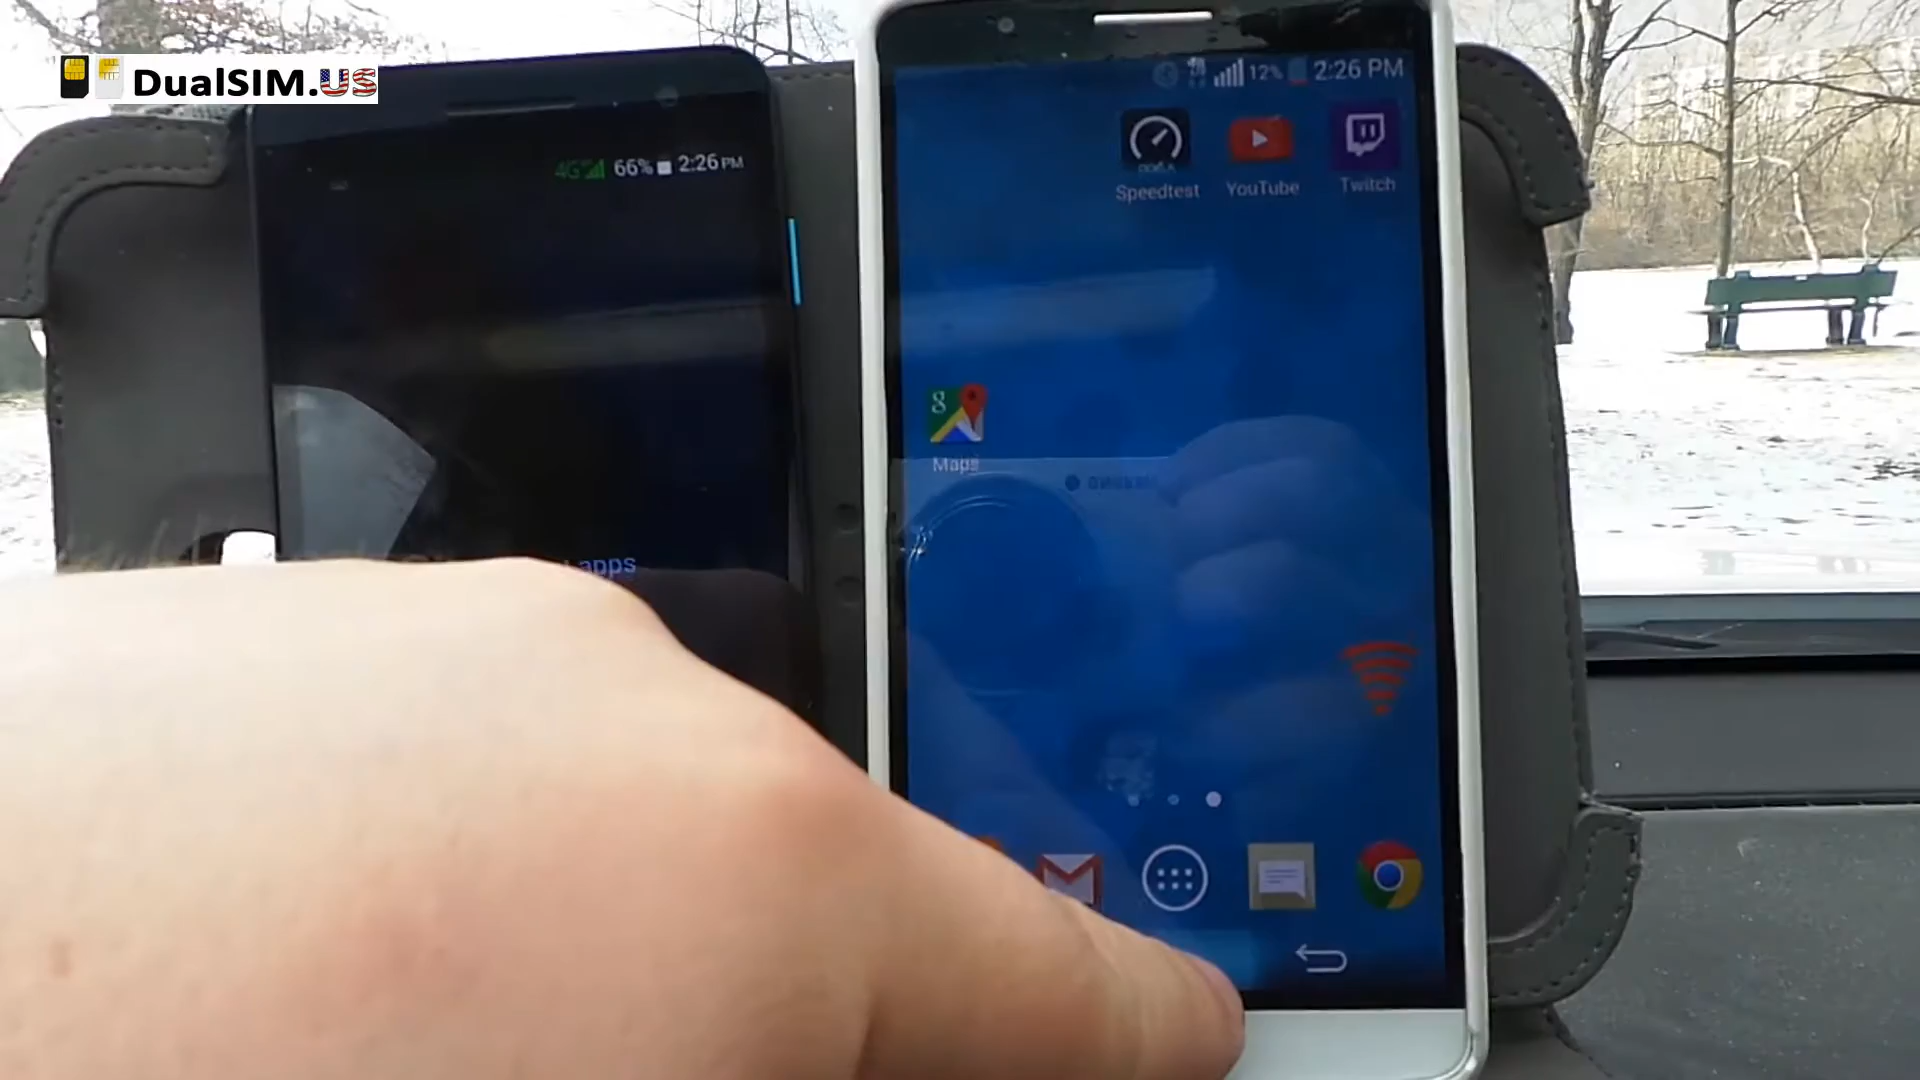 DualSIM.US
4G 66% 2:26 PM
apps
12% 2:26 PM
Speedtest
YouTube
Twitch
g
Maps